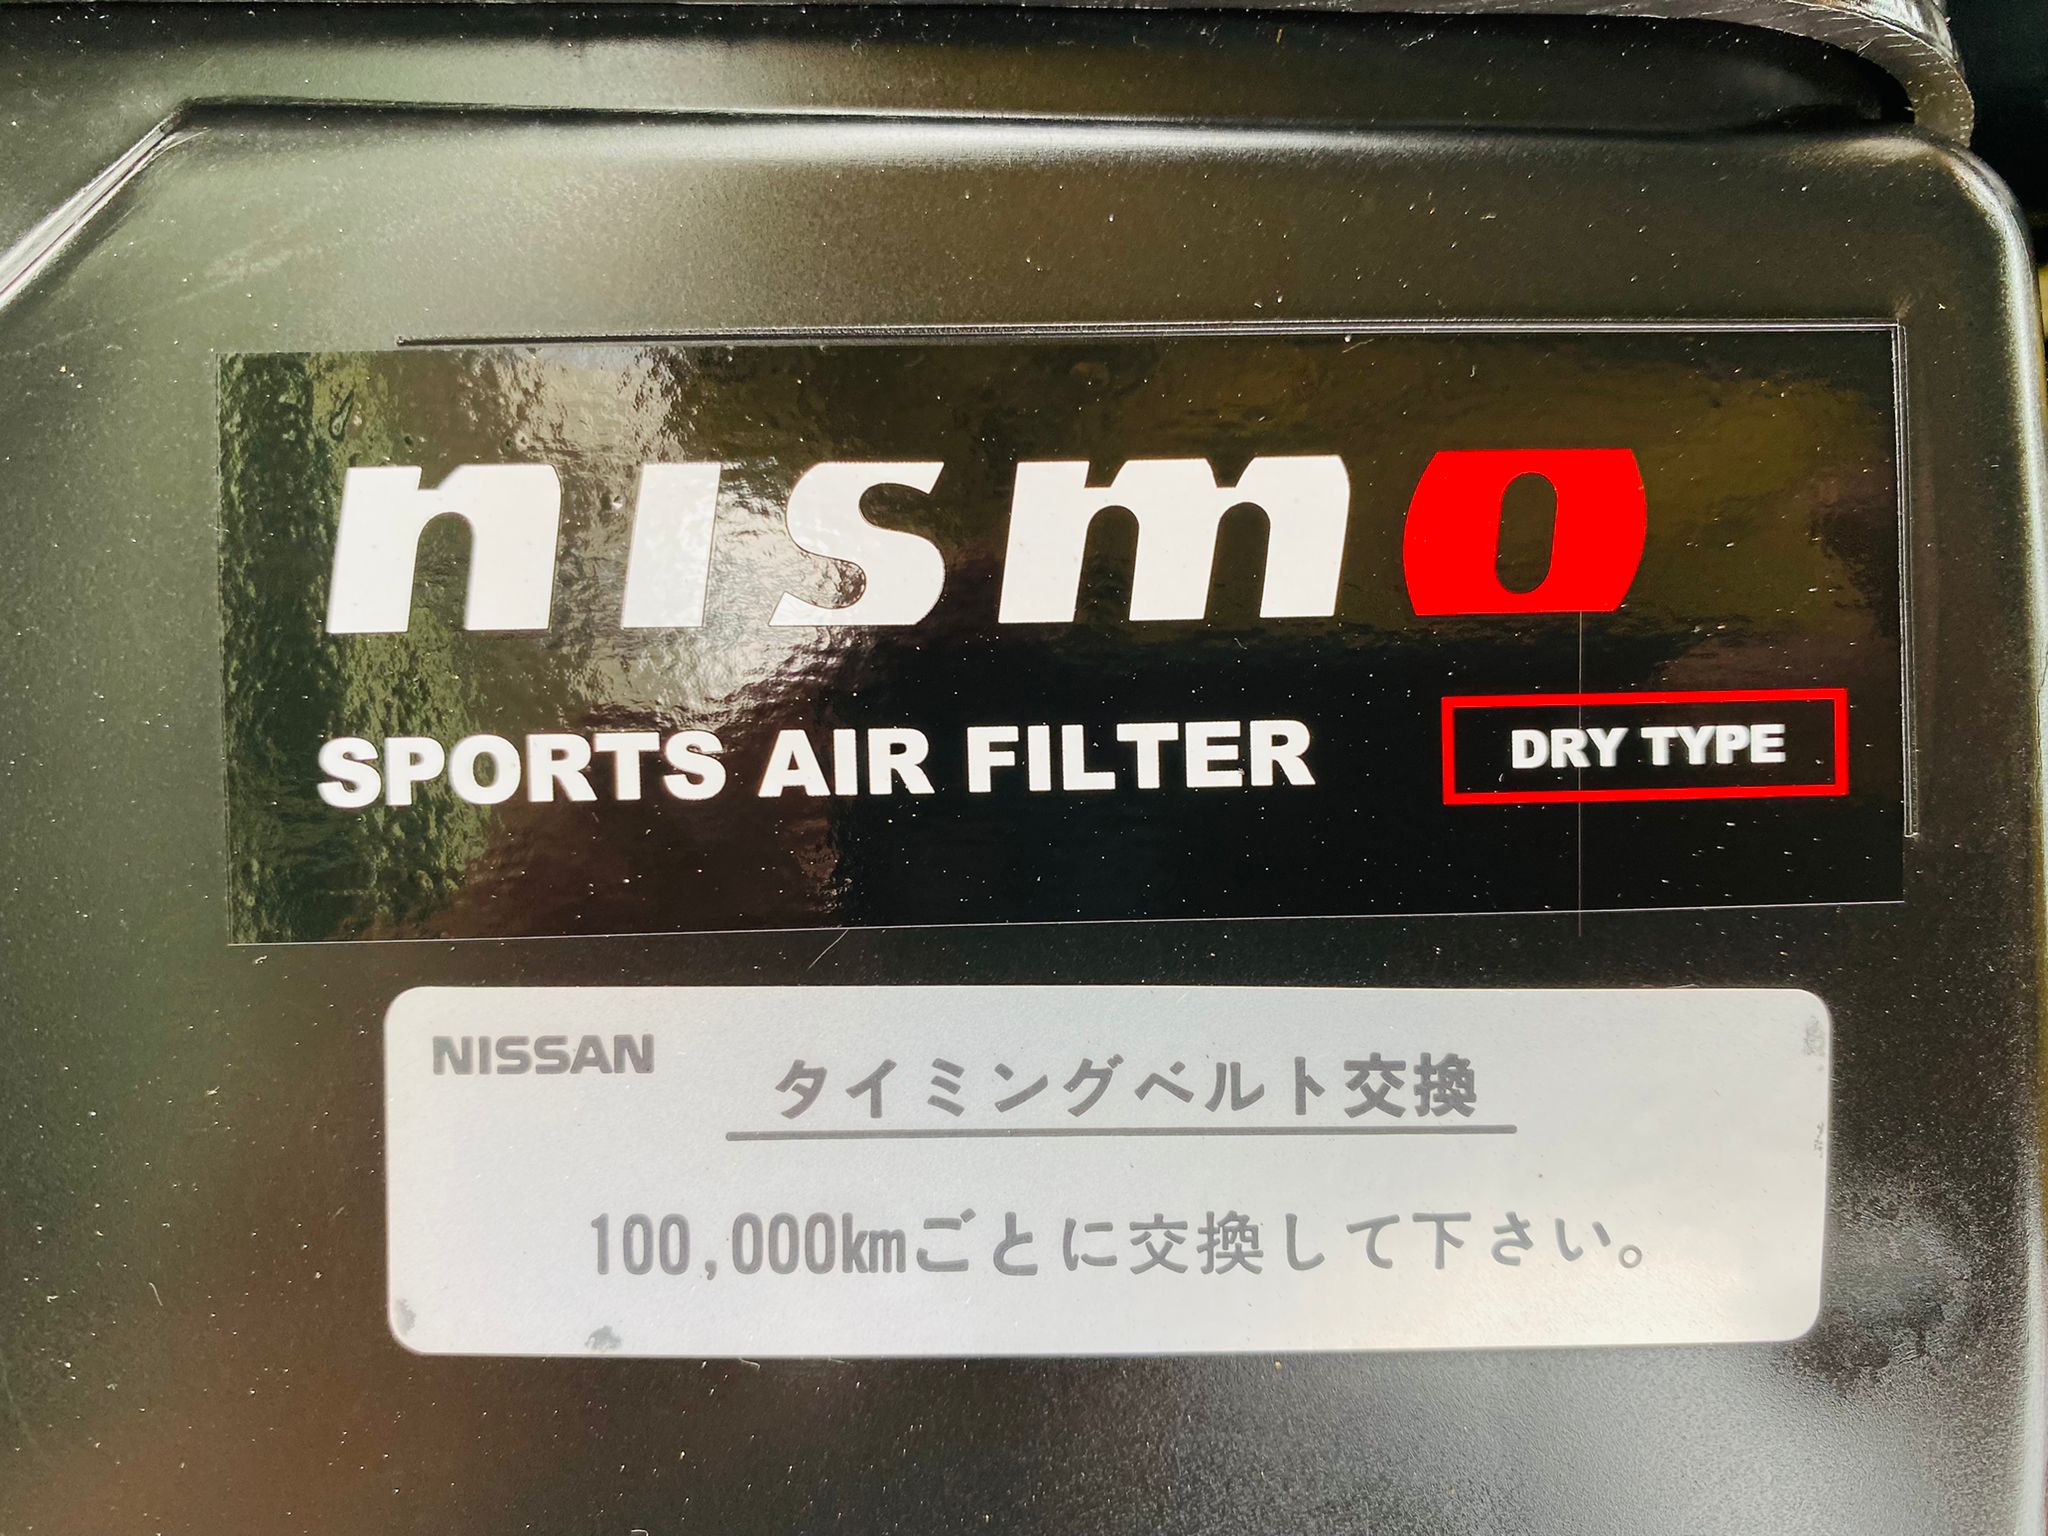 nismo
SPORTS AIR FILTER DRY TYPE
NISSAN
タイミングベルト交換
100,000kmごとに交換して下さい。